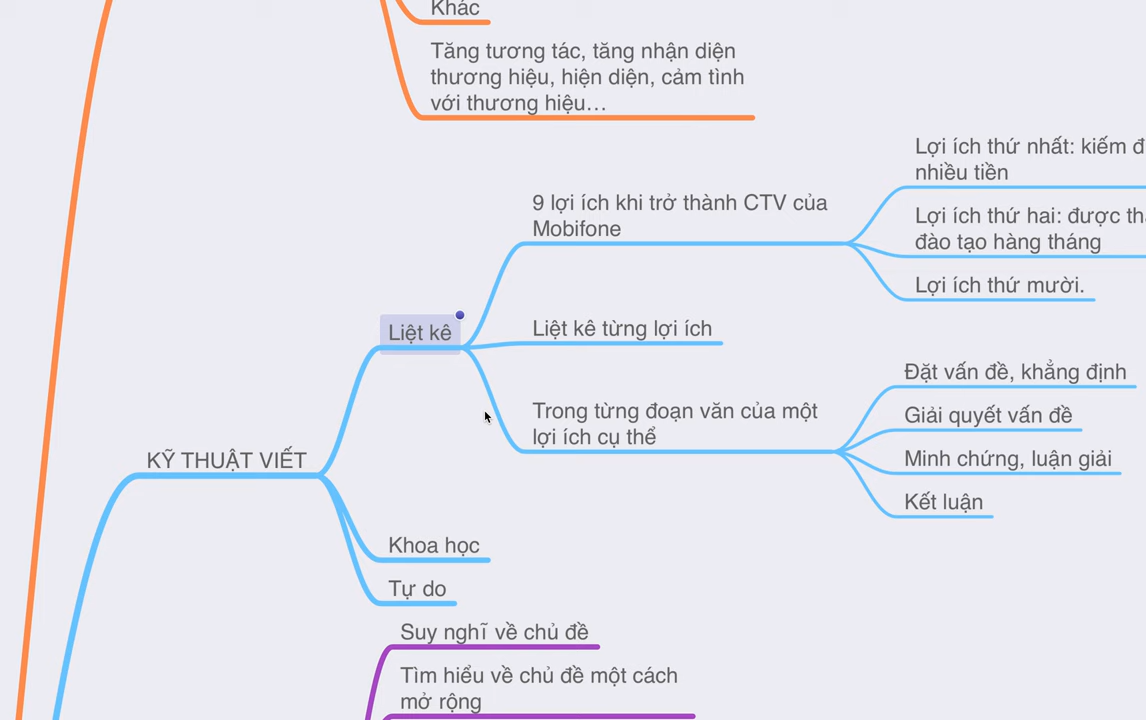 Khác
Tăng tương tác, tăng nhận diện
thương hiệu, hiện diện, cảm tình
với thương hiệu...
Lợi ích thứ nhất: kiếm
nhiều tiền
9 lợi ích khi trở thành CTV của
Mobifone
Lợi ích thứ hai: được
đào tạo hàng tháng
Lợi ích thứ mười.
Liệt kê
Liệt kê từng lợi ích
Đặt vấn đề, khẳng định
Trong từng đoạn văn của một
lợi ích cụ thể
Giải quyết vấn đề
Minh chứng, luận giải
Kết luận
KỸ THUẬT VIẾT
Khoa học
Tự do
Suy nghĩ về chủ đề
Tìm hiểu về chủ đề một cách
mở rộng